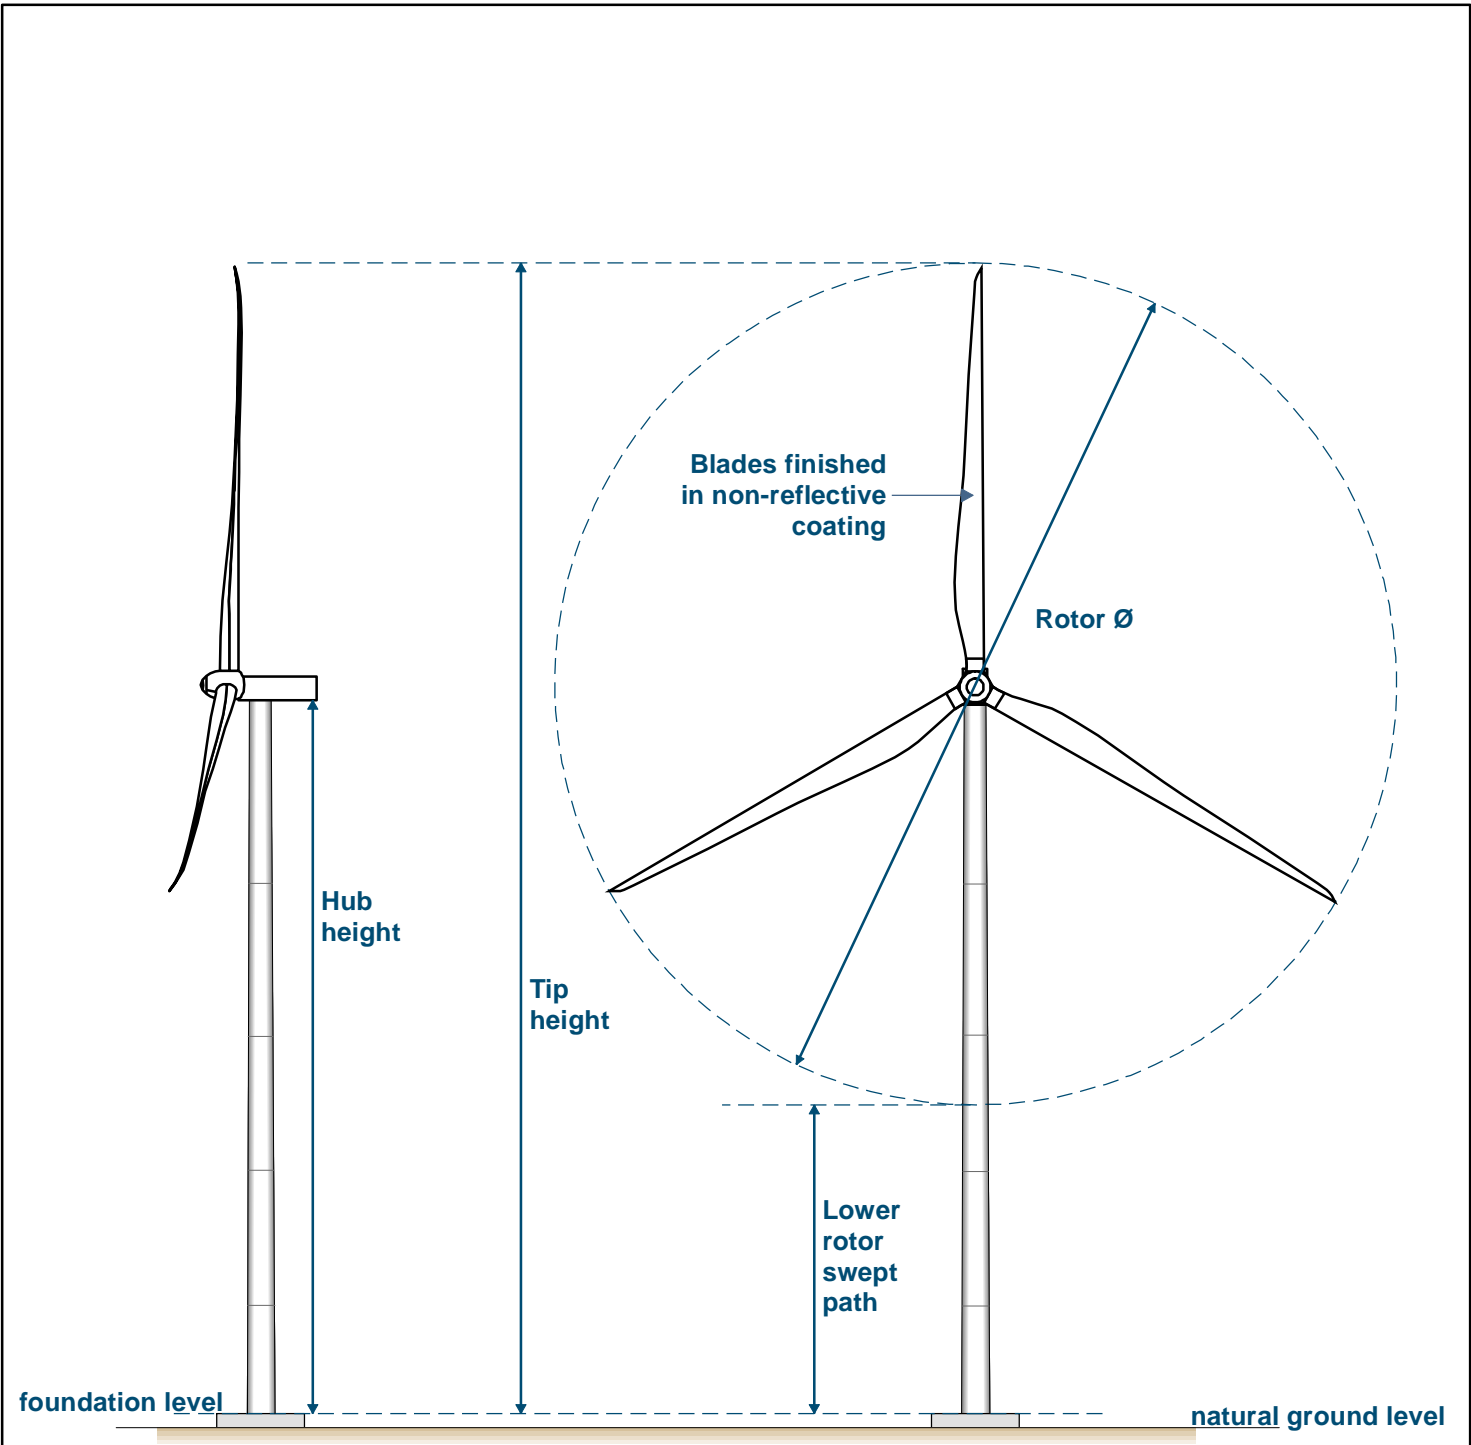 Blades finished
in non-reflective
coating
Rotor Ø
Hub
height
Tip
height
Lower
rotor
swept
path
foundation level
natural ground level